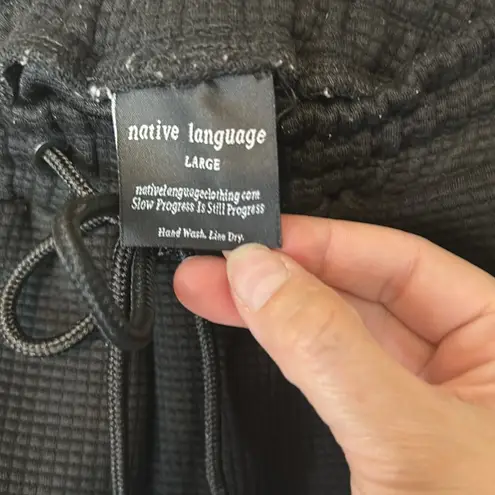 native language
LARGE
nativelanguageclothing.com
Slow Progress Is Still Progress
Hand Wash. Line Dry.